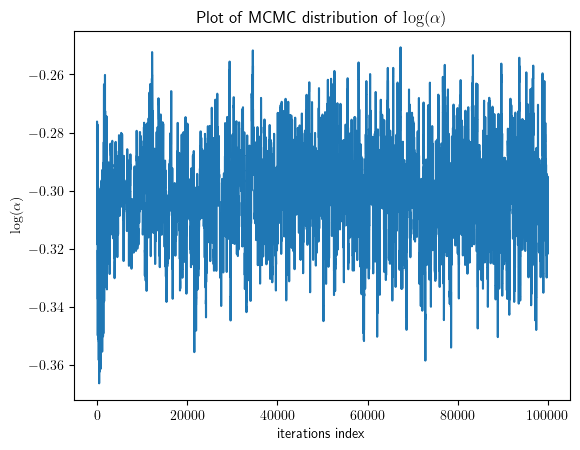 Plot of MCMC distribution of log(α)
log(α)
−0.26
−0.28
−0.30
−0.32
−0.34
−0.36
0 20000 40000 60000 80000 100000
iterations index